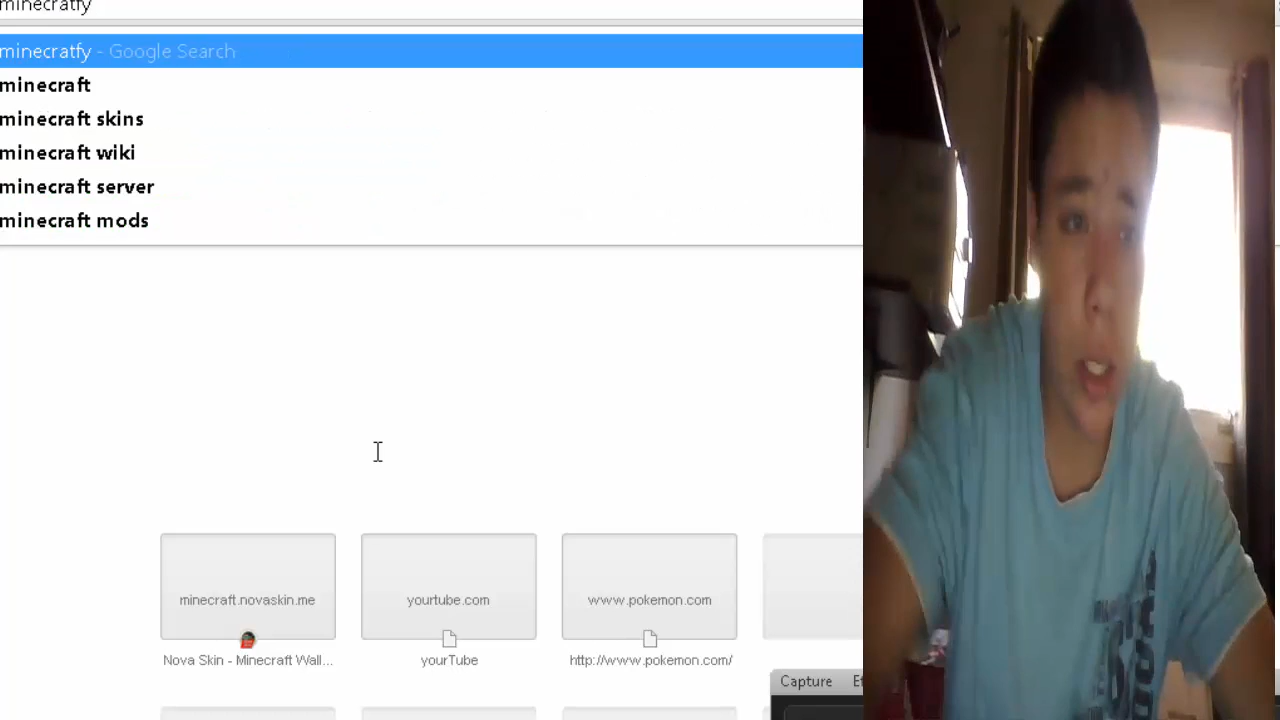 minecratfy
minecratfy - Google Search
minecraft
minecraft skins
minecraft wiki
minecraft server
minecraft mods
minecraft.novaskin.me
yourtube.com
www.pokemon.com
Nova Skin - Minecraft Wall...
yourTube
http://www.pokemon.com/
Capture